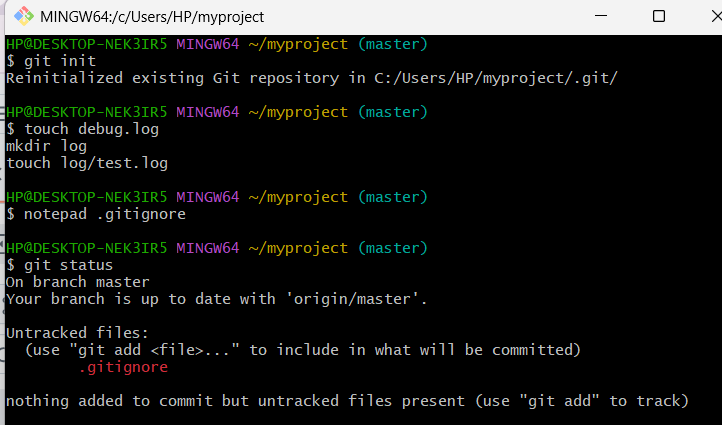 MINGW64:/c/Users/HP/myproject
HP@DESKTOP-NEK3IR5 MINGW64 ~/myproject (master)
$ git init
Reinitialized existing Git repository in C:/Users/HP/myproject/.git/
HP@DESKTOP-NEK3IR5 MINGW64 ~/myproject (master)
$ touch debug.log
mkdir log
touch log/test.log
HP@DESKTOP-NEK3IR5 MINGW64 ~/myproject (master)
$ notepad .gitignore
HP@DESKTOP-NEK3IR5 MINGW64 ~/myproject (master)
$ git status
On branch master
Your branch is up to date with 'origin/master'.
Untracked files:
(use "git add <file>..." to include in what will be committed)
.gitignore
nothing added to commit but untracked files present (use "git add" to track)